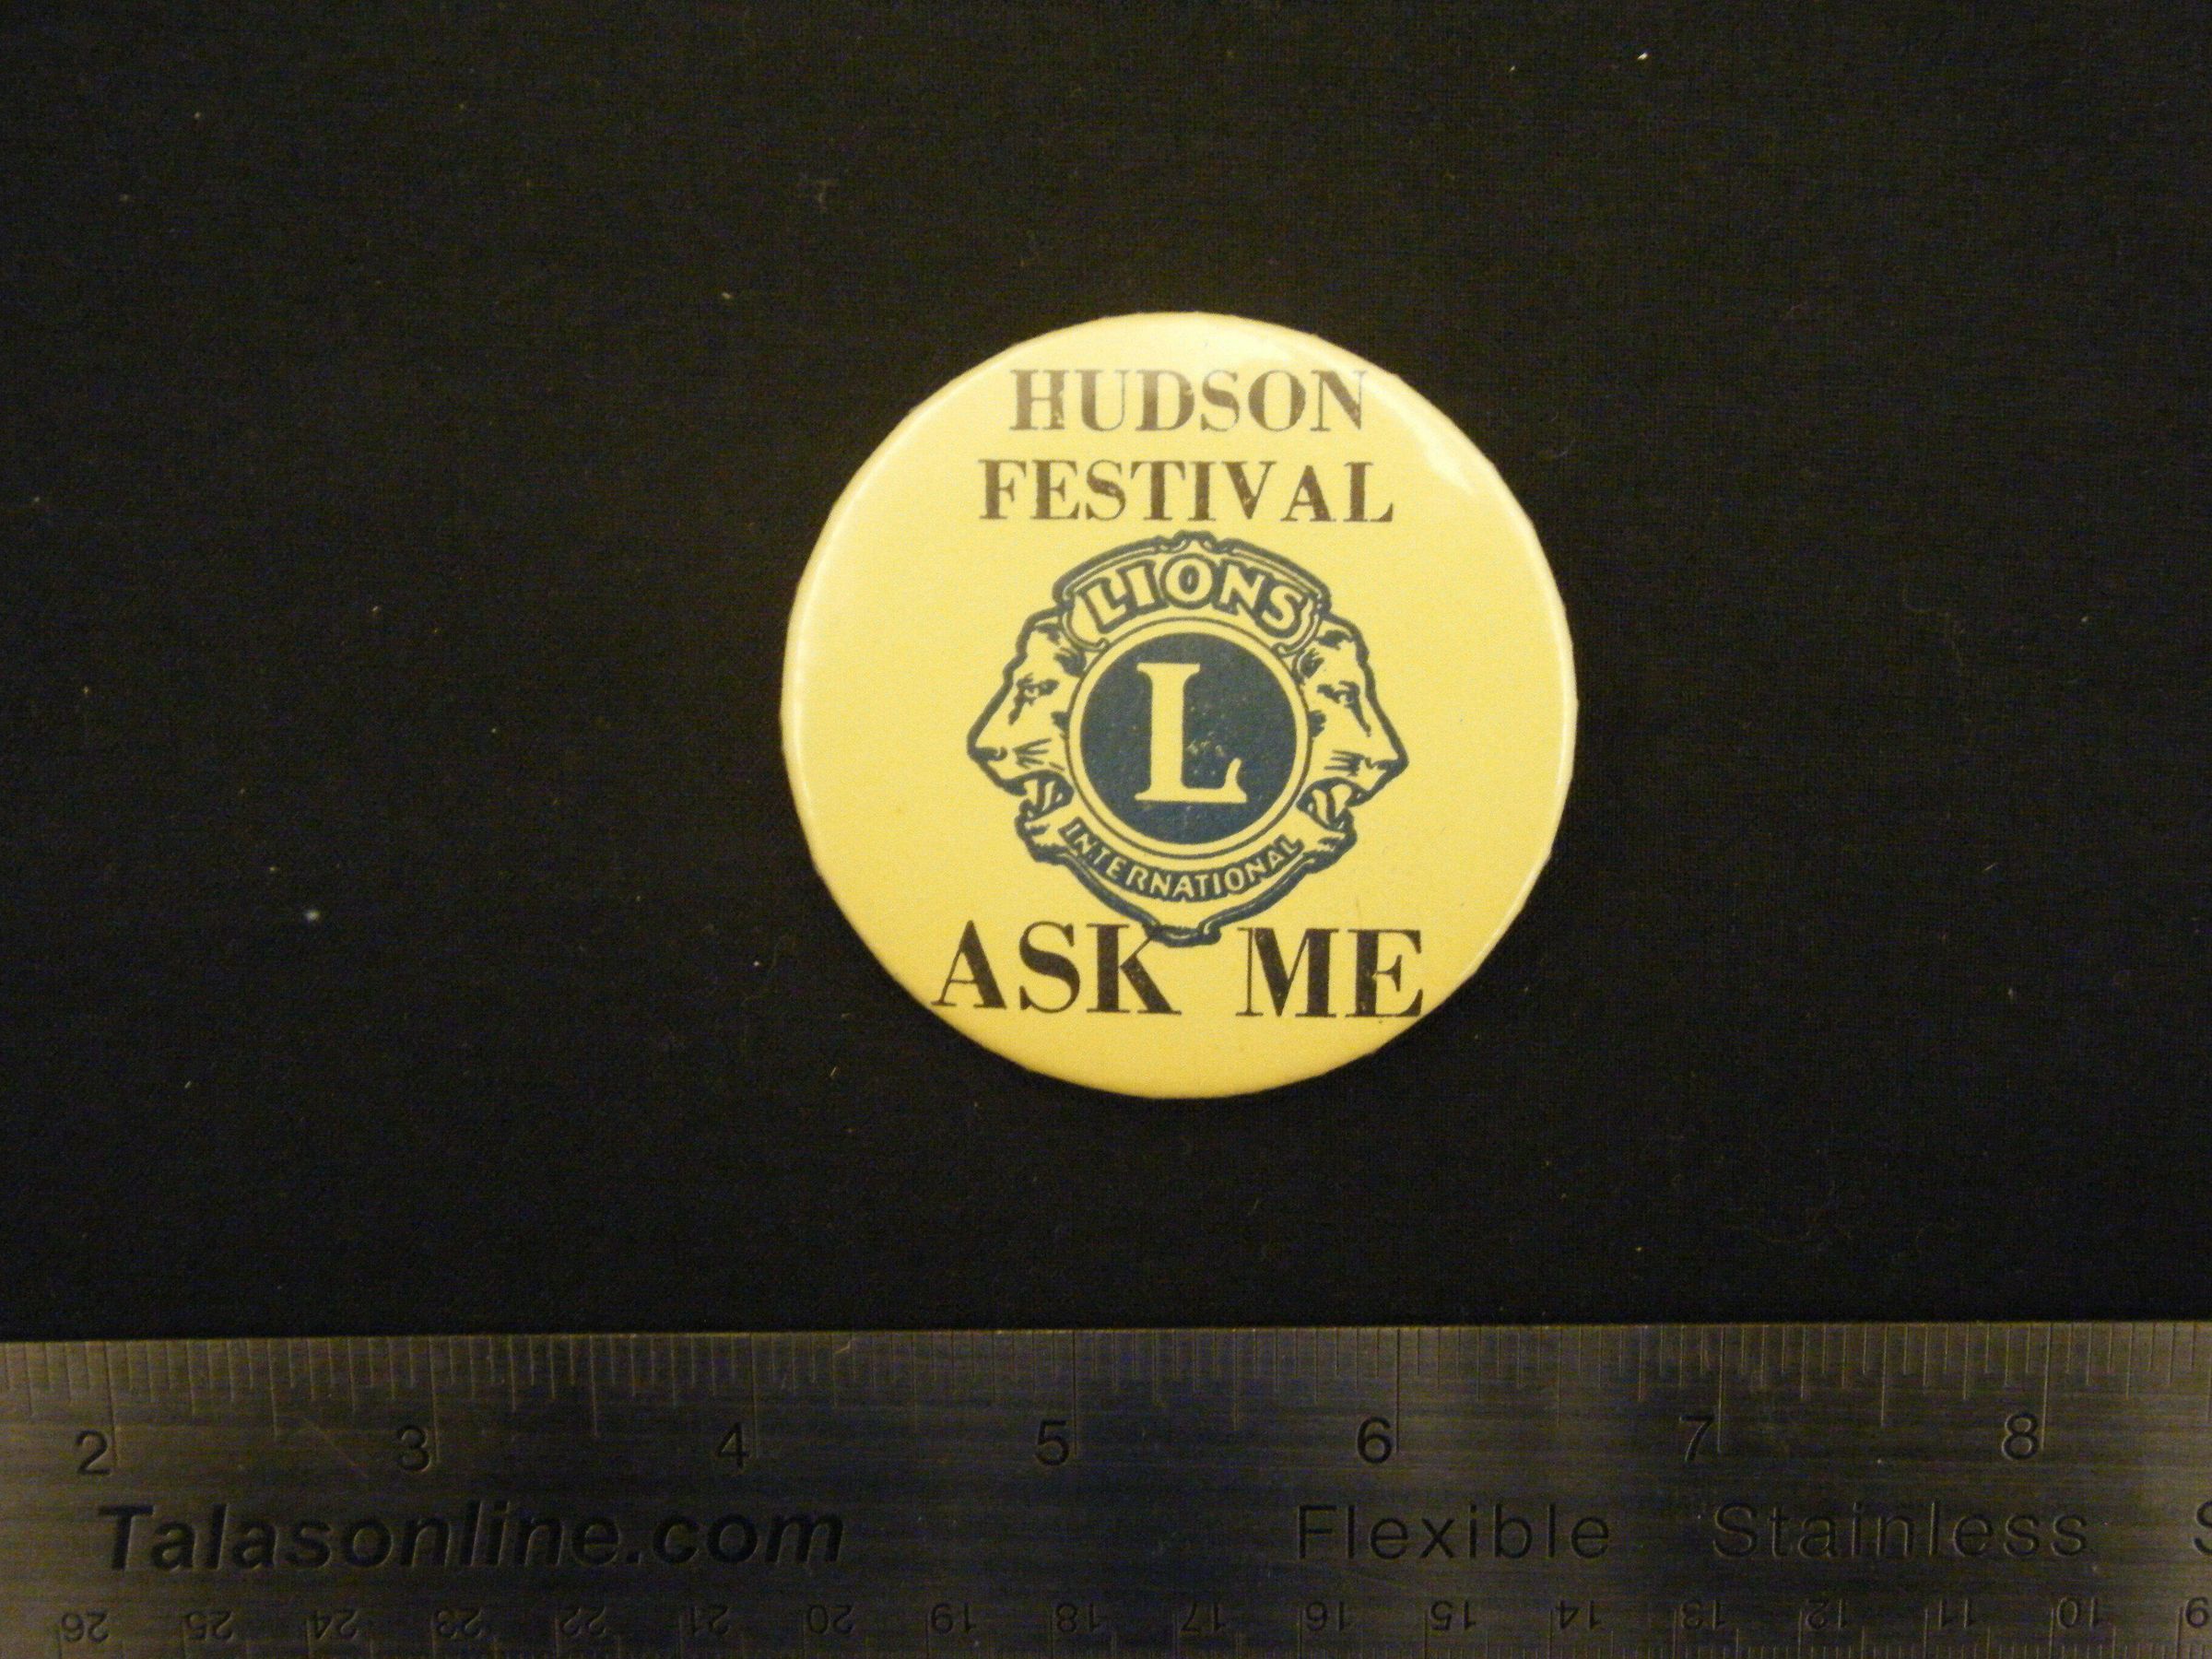 HUDSON
FESTIVAL
LIONS
L
INTERNATIONAL
ASK ME
2 3 4 5 6 7 8
Talasonline.com Flexible Stainless S
26 25 24 23 22 21 20 19 18 17 16 15 14 13 12 11 10 9